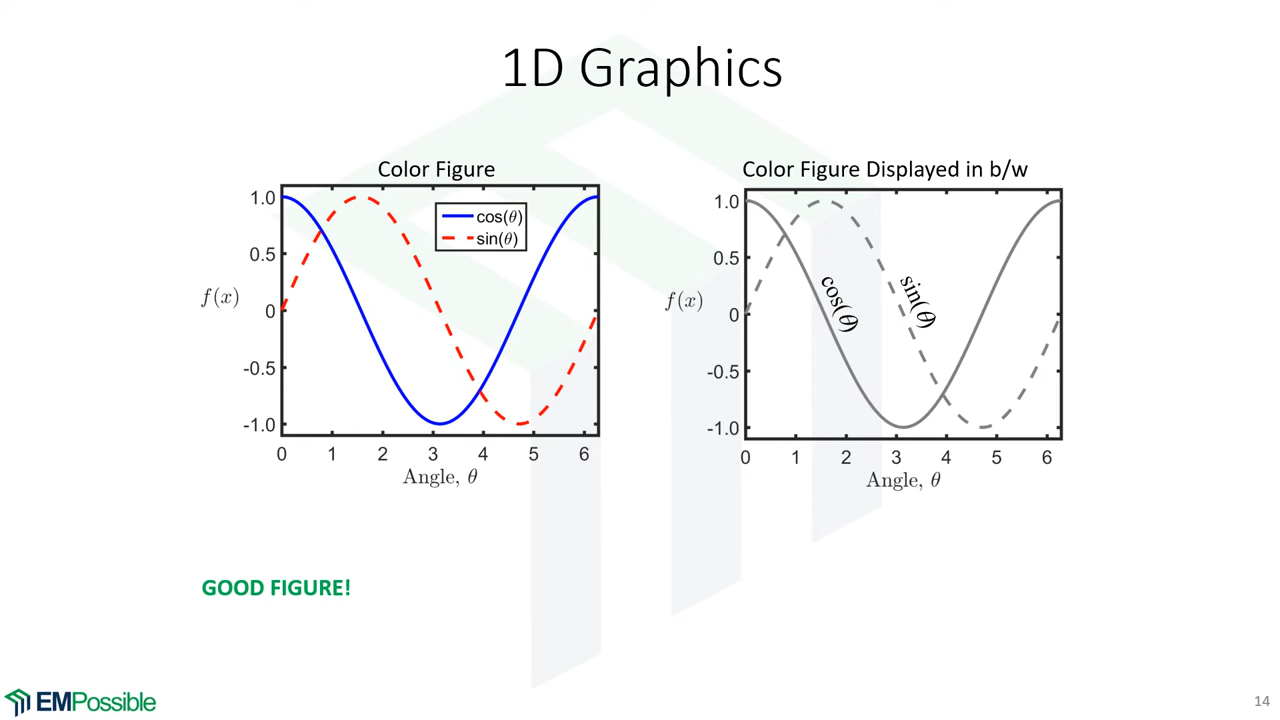 1D Graphics
Color Figure
1.0
0.5
0
-0.5
-1.0
f(x)
cos(θ)
sin(θ)
0 1 2 3 4 5 6
Angle, θ
Color Figure Displayed in b/w
1.0
0.5
0
-0.5
-1.0
f(x)
cos(θ)
sin(θ)
0 1 2 3 4 5 6
Angle, θ
GOOD FIGURE!
EMPossible
14